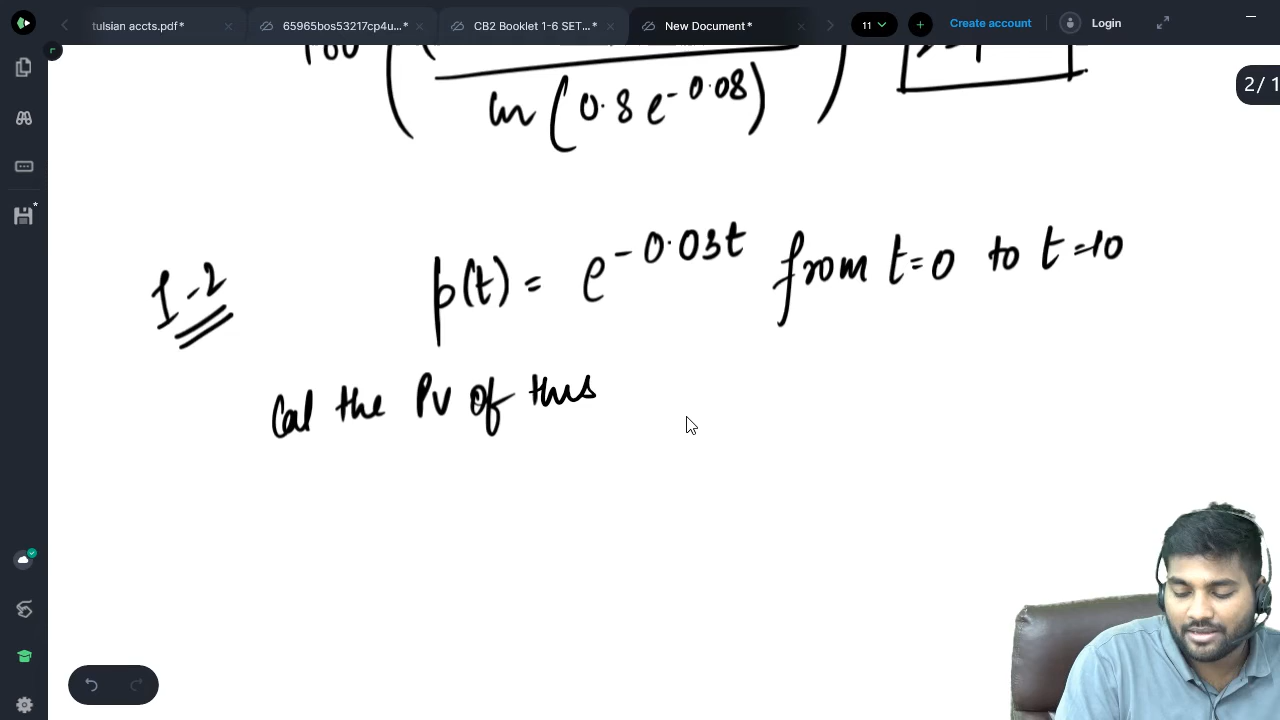 tulsian accts.pdf*
65965bos53217cp4u...*
CB2 Booklet 1-6 SET...*
New Document*
11
Create account
Login
2/1
ln (0.8 e^-0.08)
I-2
p(t) = e^-0.03t from t=0 to t=10
Cal the PV of this